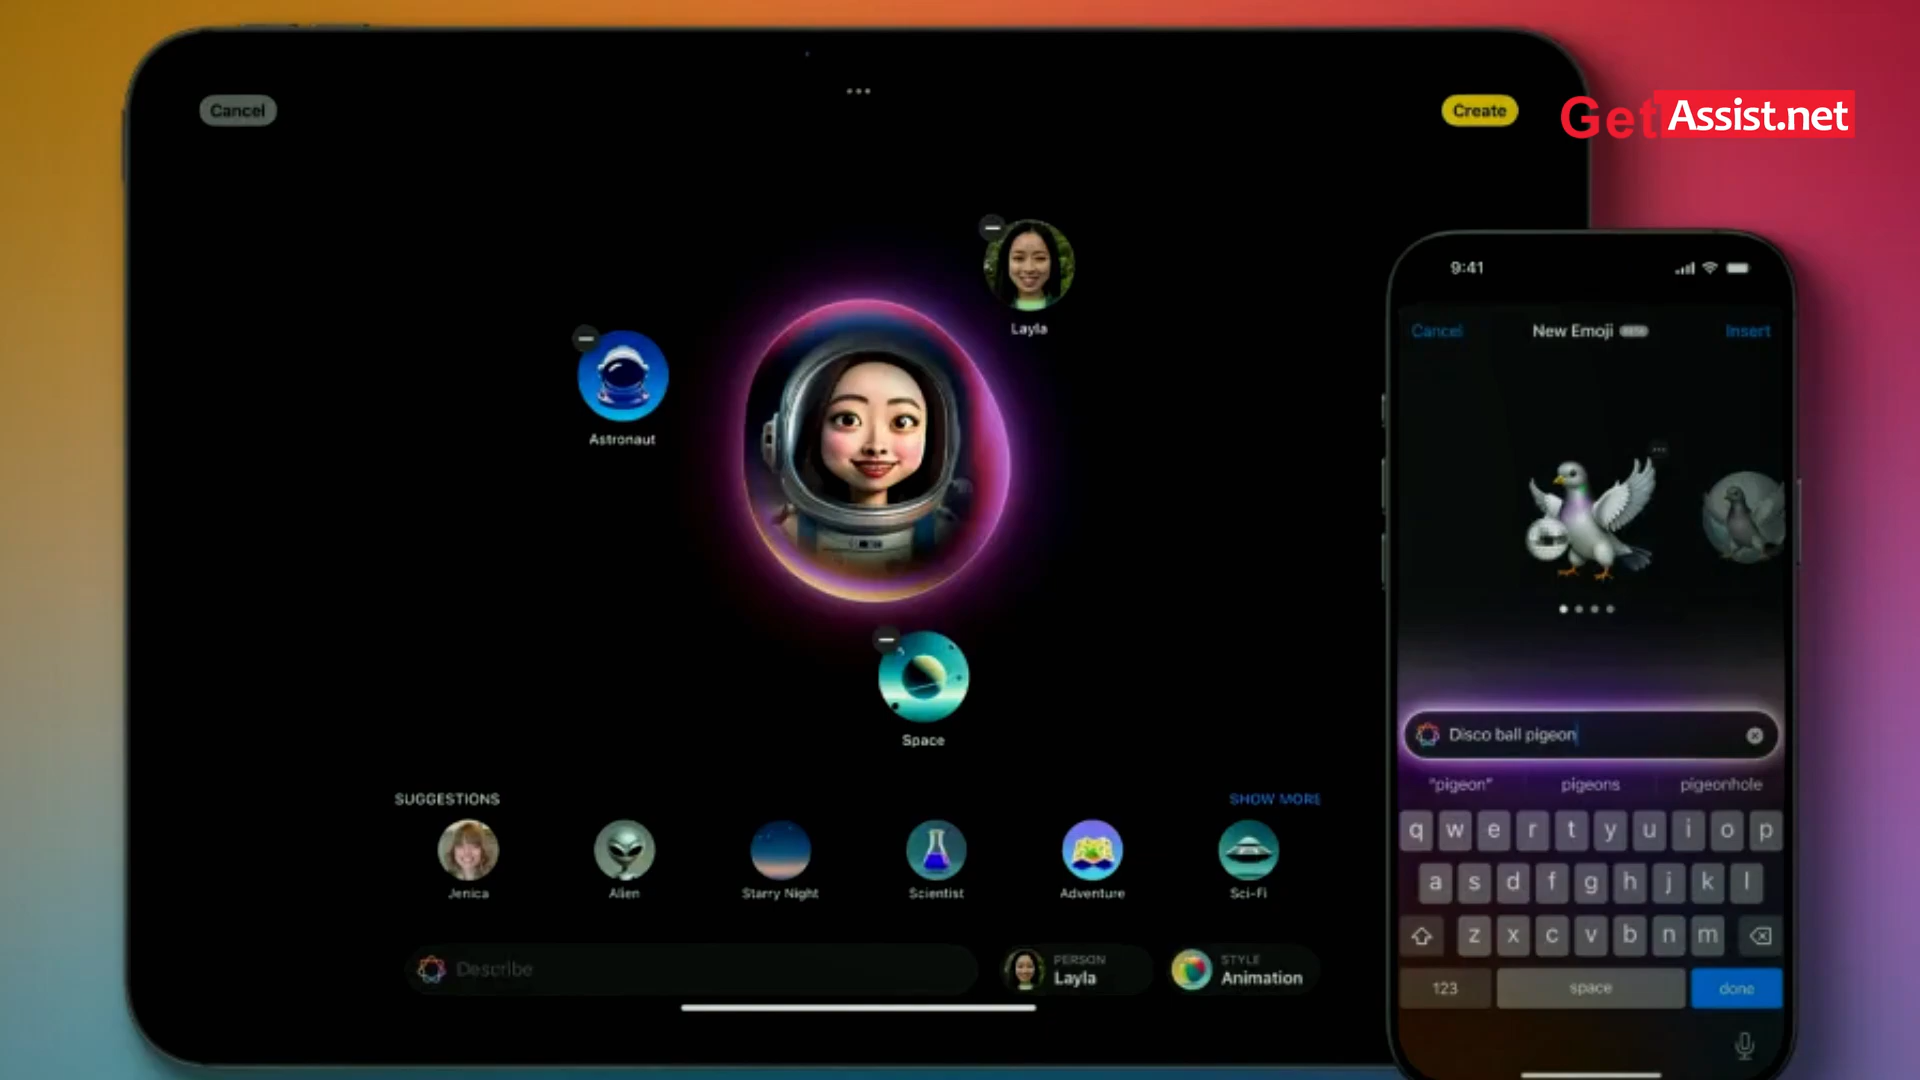 Cancel
Create
GetAssist.net
Layla
Astronaut
Space
SUGGESTIONS
SHOW MORE
Jenica
Alien
Starry Night
Scientist
Adventure
Sci-Fi
Describe
PERSON
Layla
STYLE
Animation
9:41
Cancel
New Emoji BETA
Insert
Disco ball pigeon
"pigeon"
pigeons
pigeonhole
q w e r t y u i o p
a s d f g h j k l
z x c v b n m
123
space
done